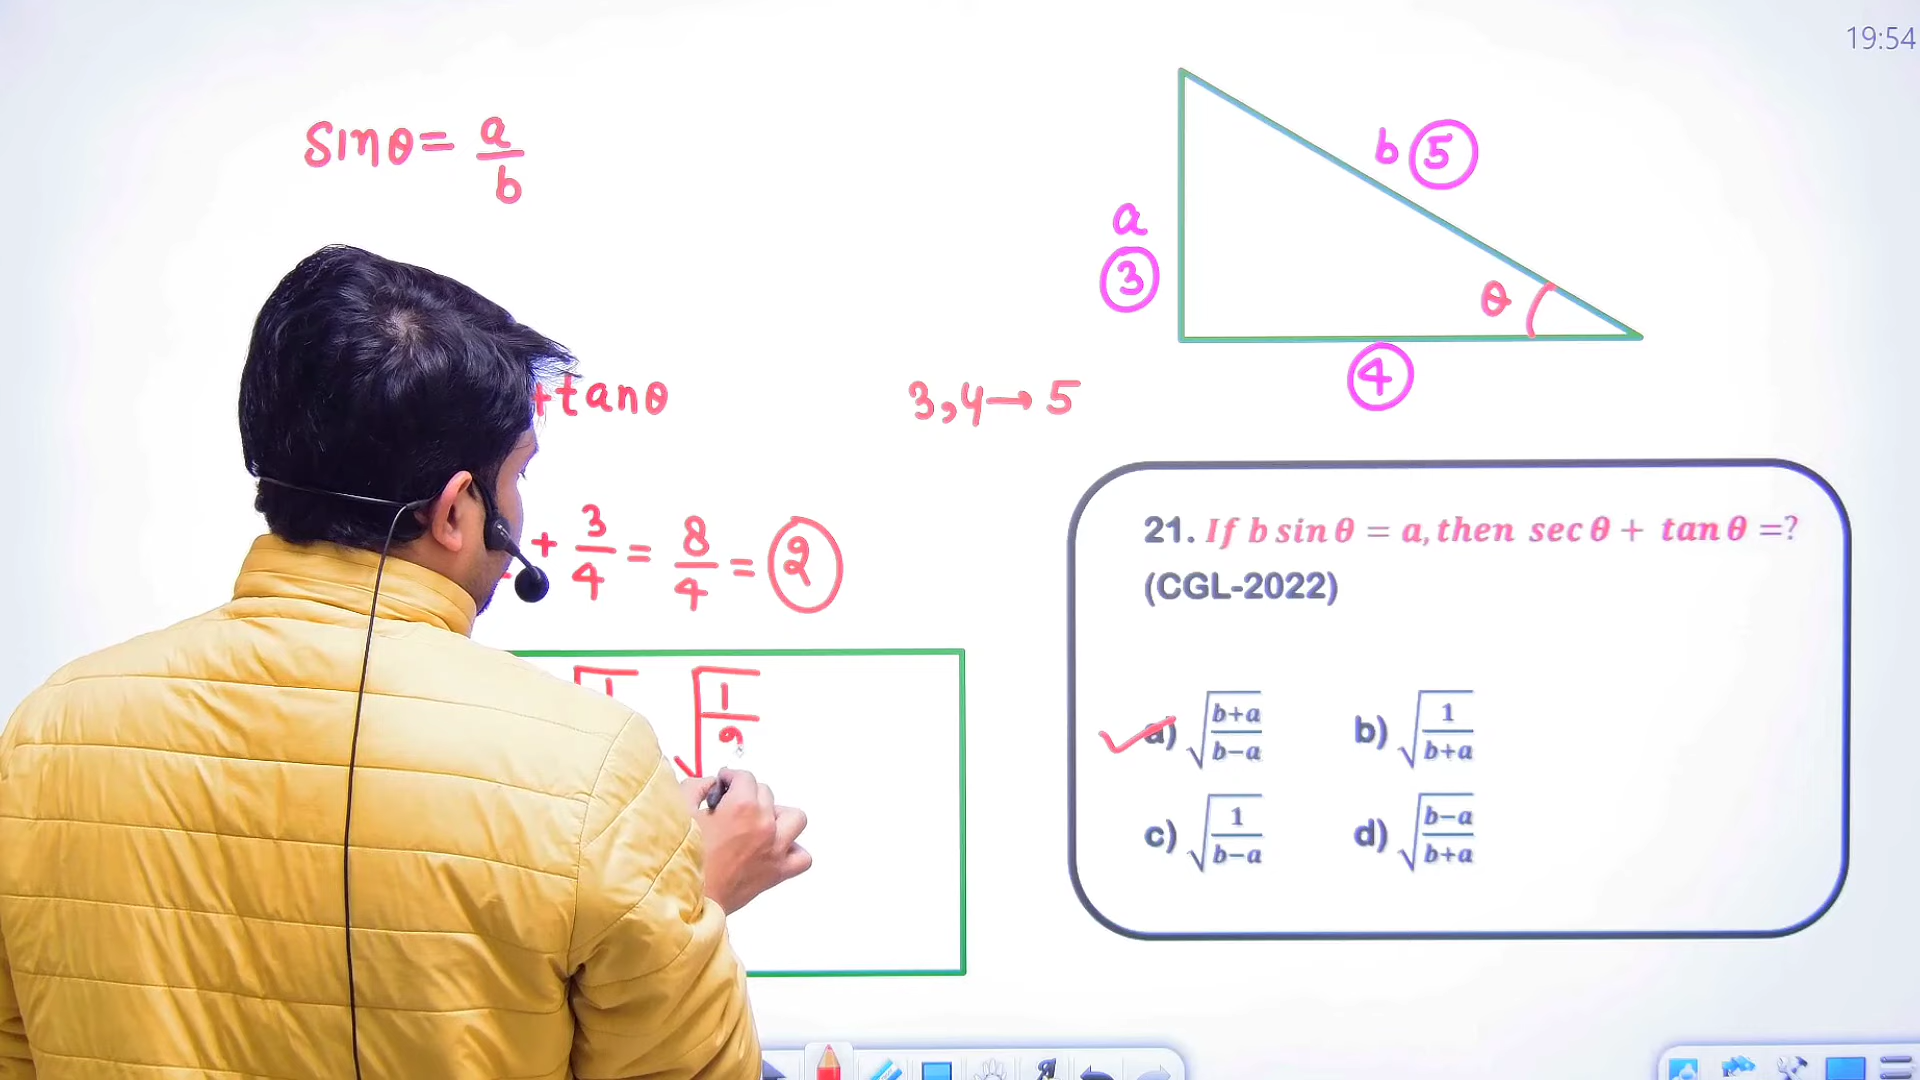 19:54
sinθ = a/b
b 5
a
3
θ
4
+tanθ
3,4→5
+ 3/4 = 8/4 = 2
21. If b sin θ = a, then sec θ + tan θ =?
(CGL-2022)
a) √((b+a)/(b−a)) b) √(1/(b+a))
c) √(1/(b−a)) d) √((b−a)/(b+a))